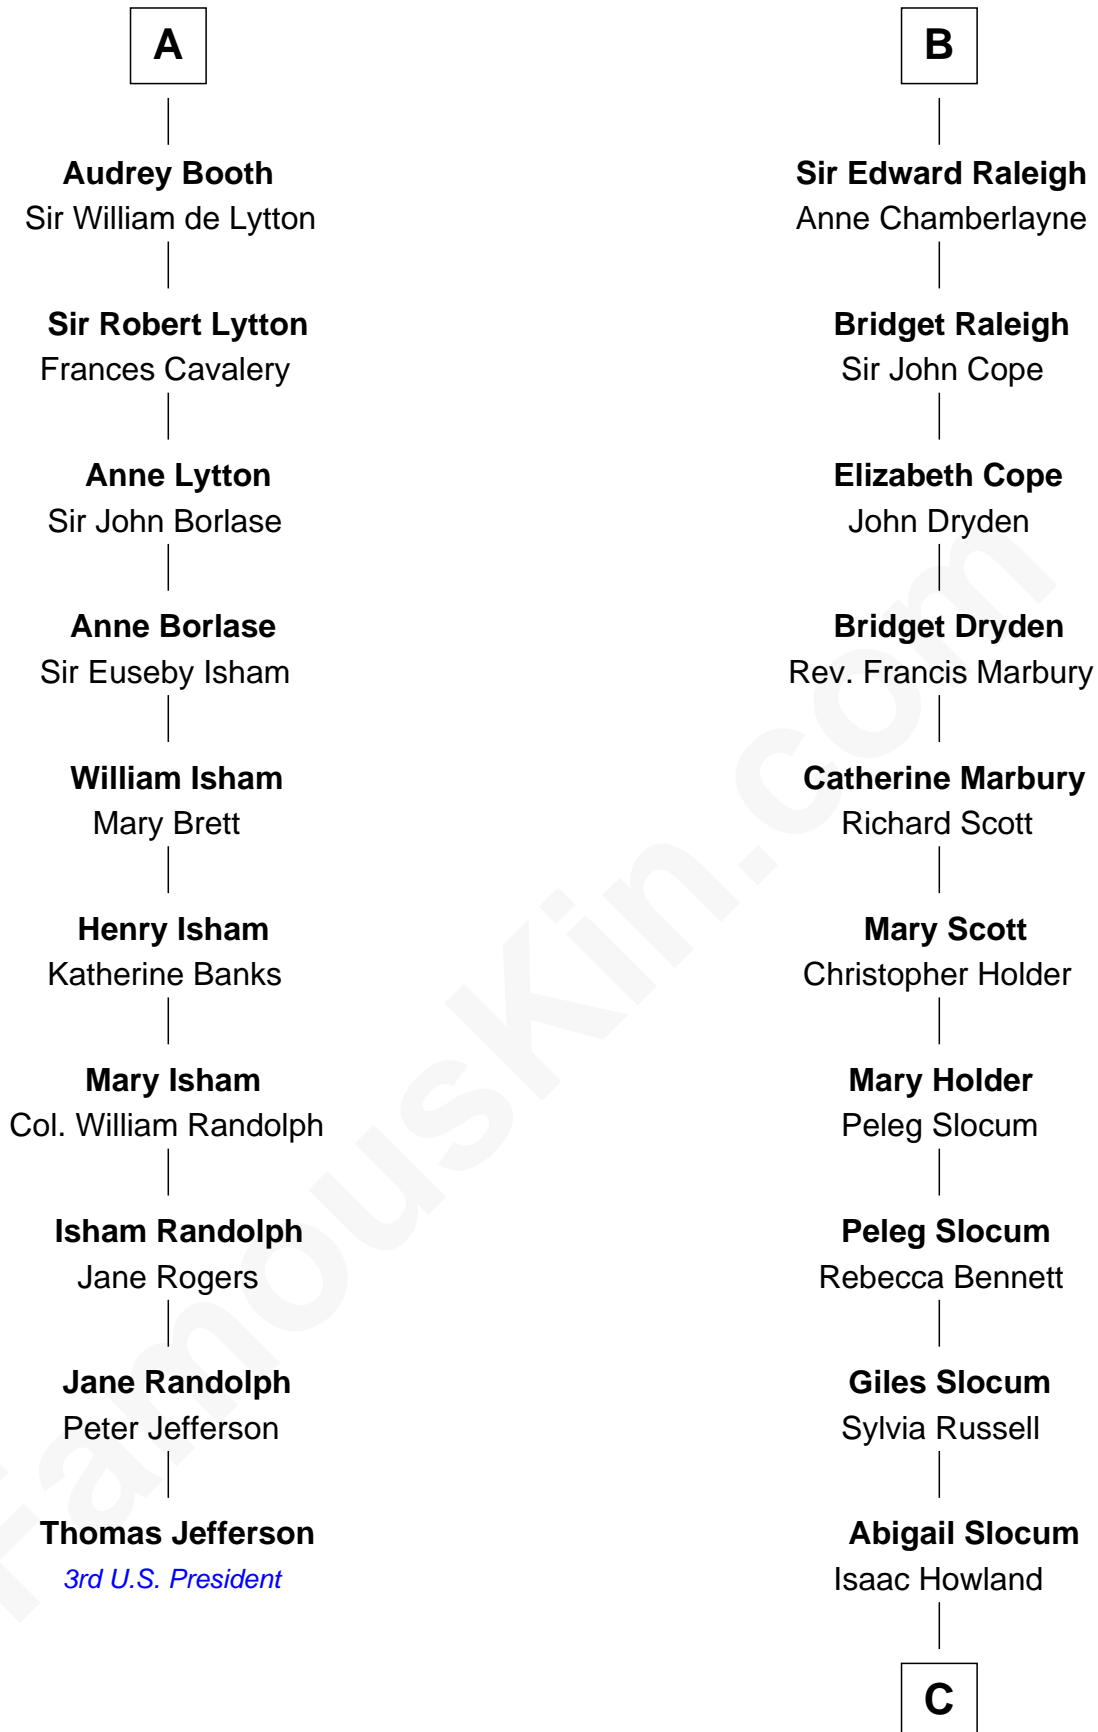 A
Audrey Booth
Sir William de Lytton
Sir Robert Lytton
Frances Cavalery
Anne Lytton
Sir John Borlase
Anne Borlase
Sir Euseby Isham
William Isham
Mary Brett
Henry Isham
Katherine Banks
Mary Isham
Col. William Randolph
Isham Randolph
Jane Rogers
Jane Randolph
Peter Jefferson
Thomas Jefferson
3rd U.S. President
B
Sir Edward Raleigh
Anne Chamberlayne
Bridget Raleigh
Sir John Cope
Elizabeth Cope
John Dryden
Bridget Dryden
Rev. Francis Marbury
Catherine Marbury
Richard Scott
Mary Scott
Christopher Holder
Mary Holder
Peleg Slocum
Peleg Slocum
Rebecca Bennett
Giles Slocum
Sylvia Russell
Abigail Slocum
Isaac Howland
C
FamousKin.com